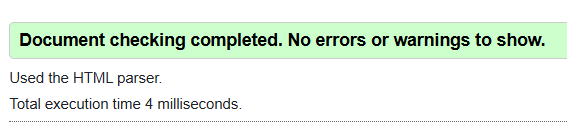 Document checking completed. No errors or warnings to show.
Used the HTML parser.
Total execution time 4 milliseconds.